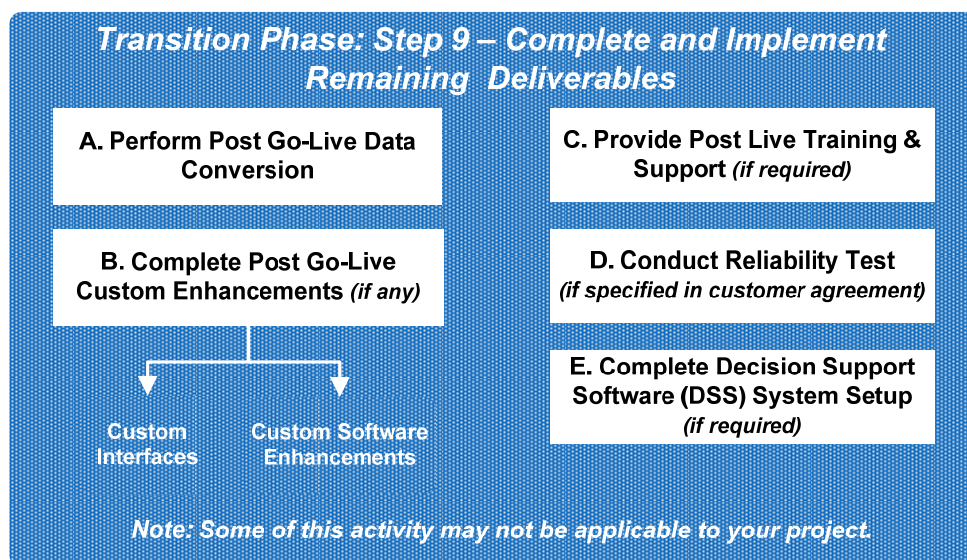 Transition Phase: Step 9 – Complete and Implement
Remaining Deliverables
A. Perform Post Go-Live Data
Conversion
B. Complete Post Go-Live
Custom Enhancements (if any)
Custom
Interfaces
Custom Software
Enhancements
C. Provide Post Live Training &
Support (if required)
D. Conduct Reliability Test
(if specified in customer agreement)
E. Complete Decision Support
Software (DSS) System Setup
(if required)
Note: Some of this activity may not be applicable to your project.